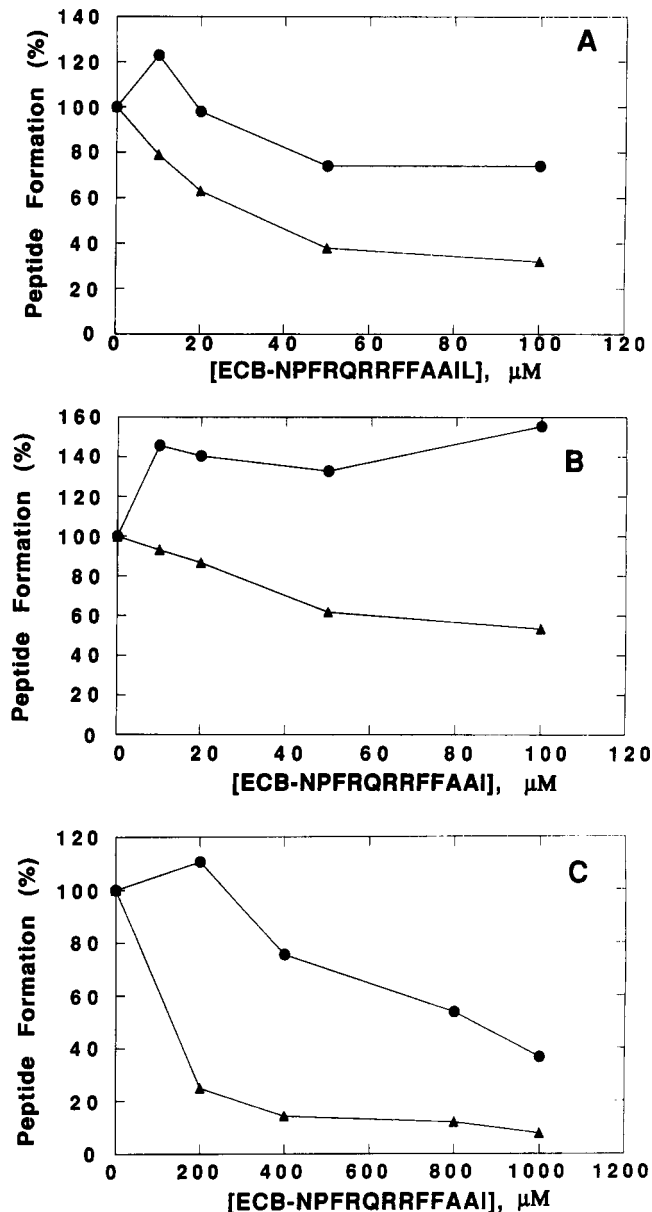 A
Peptide Formation (%)
140
120
100
80
60
40
20
0
0 20 40 60 80 100 120
[ECB-NPFRQRRFFAAIL], μM
B
Peptide Formation (%)
160
140
120
100
80
60
40
20
0
0 20 40 60 80 100 120
[ECB-NPFRQRRFFAAI], μM
C
Peptide Formation (%)
120
100
80
60
40
20
0
0 200 400 600 800 1000 1200
[ECB-NPFRQRRFFAAI], μM